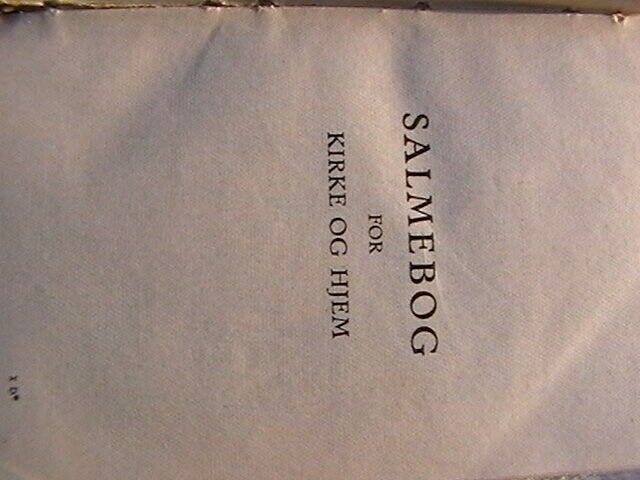 SALMEBOG
FOR
KIRKE OG HJEM
X D*